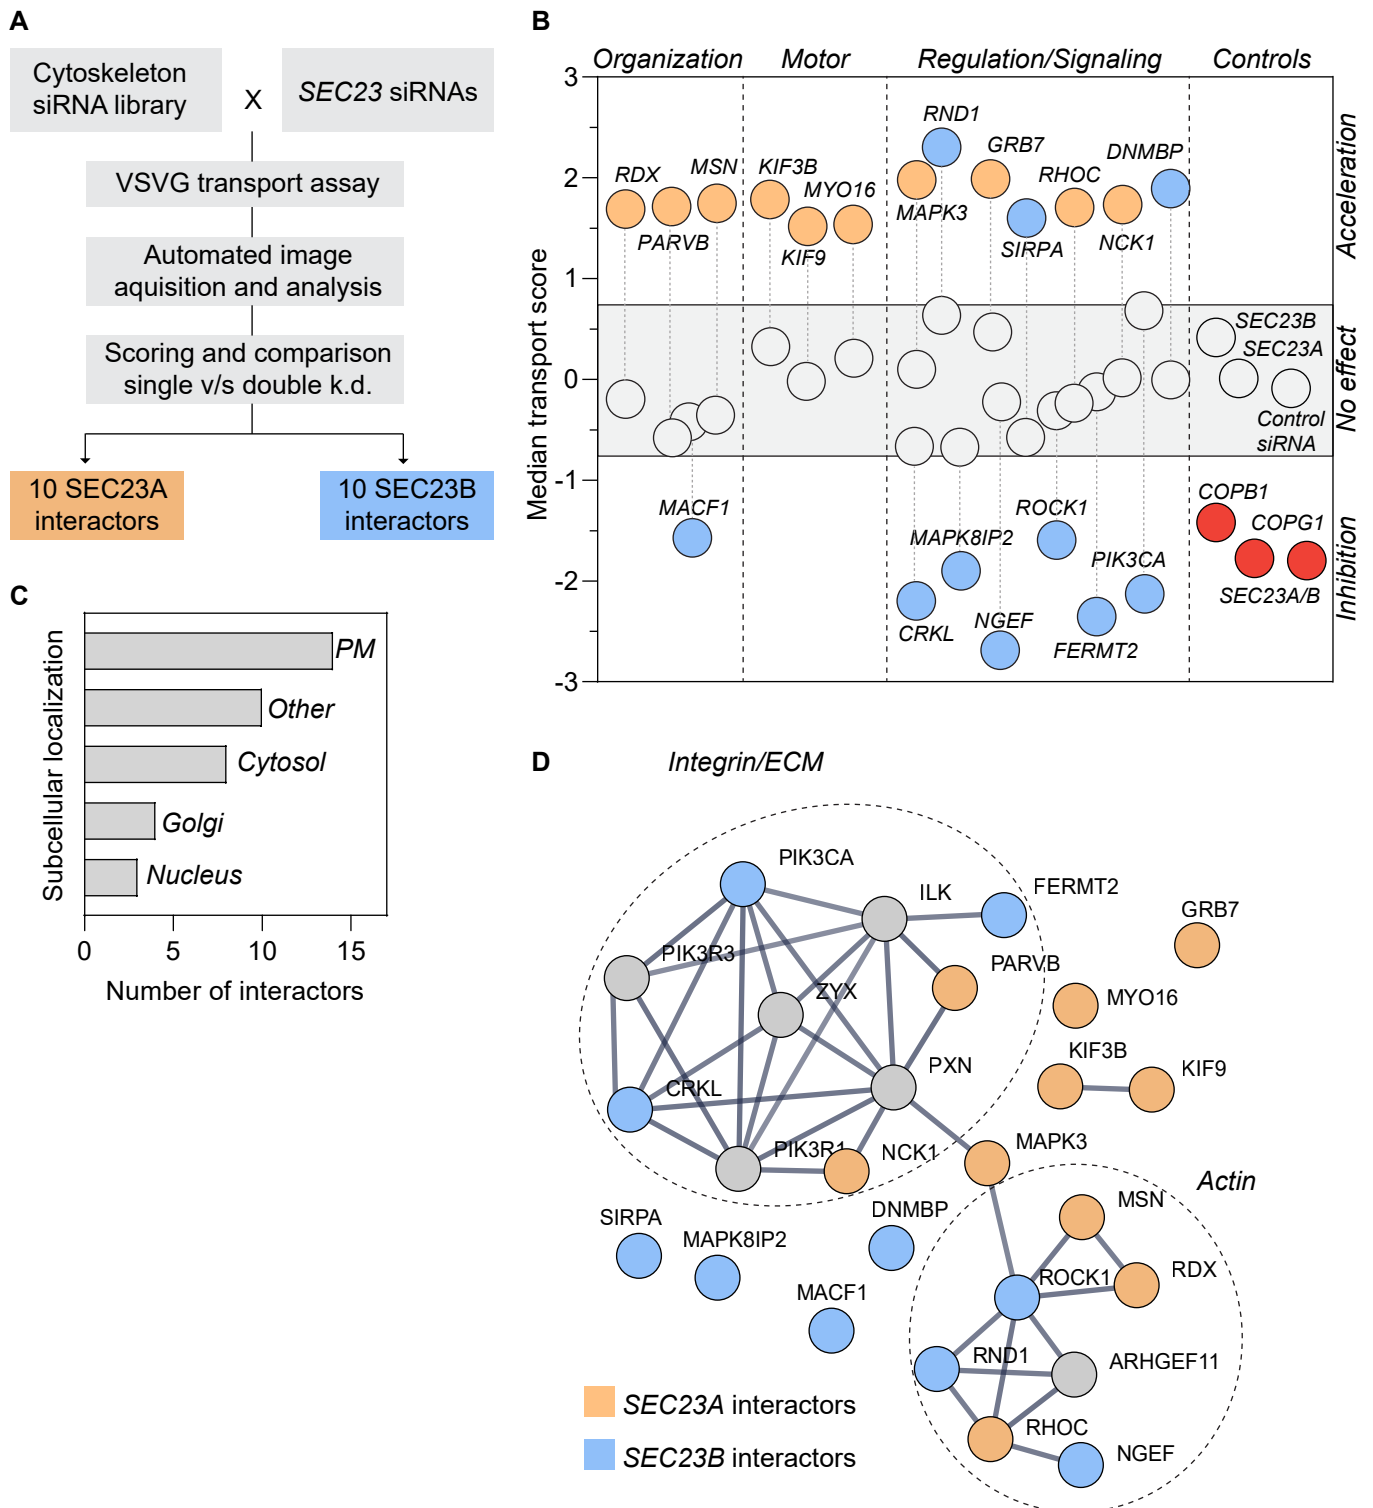 A
Cytoskeleton
siRNA library
X
SEC23 siRNAs
VSVG transport assay
Automated image
aquisition and analysis
Scoring and comparison
single v/s double k.d.
10 SEC23A
interactors
10 SEC23B
interactors
B
Organization
Motor
Regulation/Signaling
Controls
Median transport score
3
2
1
0
-1
-2
-3
Acceleration
No effect
Inhibition
RDX
PARVB
MSN
KIF3B
MYO16
KIF9
RND1
MAPK3
GRB7
SIRPA
RHOC
NCK1
DNMBP
SEC23B
SEC23A
Control
siRNA
MACF1
MAPK8IP2
CRKL
NGEF
ROCK1
FERMT2
PIK3CA
COPB1
COPG1
SEC23A/B
C
Subcellular localization
PM
Other
Cytosol
Golgi
Nucleus
0
5
10
15
Number of interactors
D
Integrin/ECM
PIK3CA
ILK
FERMT2
GRB7
PIK3R3
ZYX
PARVB
MYO16
KIF3B
KIF9
CRKL
PXN
PIK3R1
NCK1
MAPK3
Actin
SIRPA
MAPK8IP2
DNMBP
MACF1
MSN
ROCK1
RDX
RND1
ARHGEF11
RHOC
NGEF
SEC23A interactors
SEC23B interactors